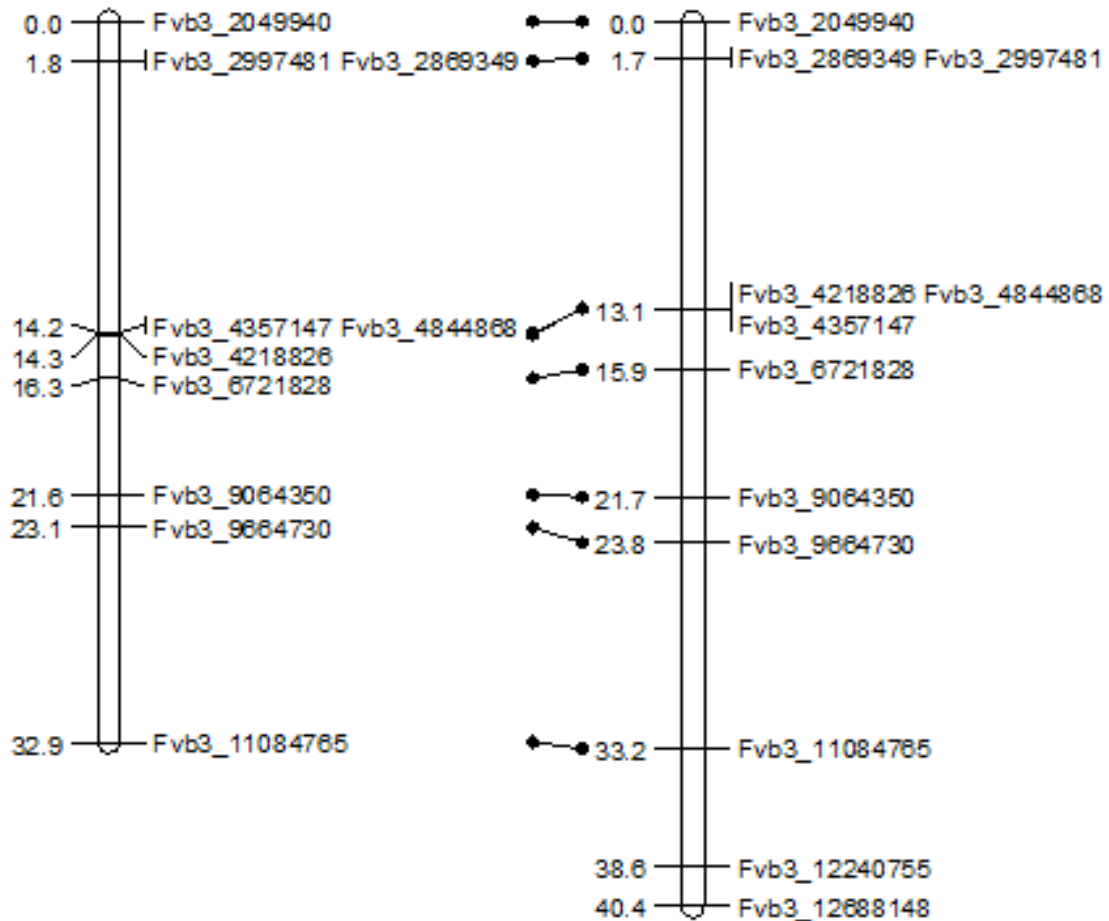 0.0 Fvb3_2049940
1.8 Fvb3_2997481 Fvb3_2869349
14.2 Fvb3_4357147 Fvb3_4844868
14.3 Fvb3_4218826
16.3 Fvb3_6721828
21.6 Fvb3_9064350
23.1 Fvb3_9664730
32.9 Fvb3_11084765
0.0 Fvb3_2049940
1.7 Fvb3_2869349 Fvb3_2997481
Fvb3_4218826 Fvb3_4844868
13.1 Fvb3_4357147
15.9 Fvb3_6721828
21.7 Fvb3_9064350
23.8 Fvb3_9664730
33.2 Fvb3_11084765
38.6 Fvb3_12240755
40.4 Fvb3_12688148